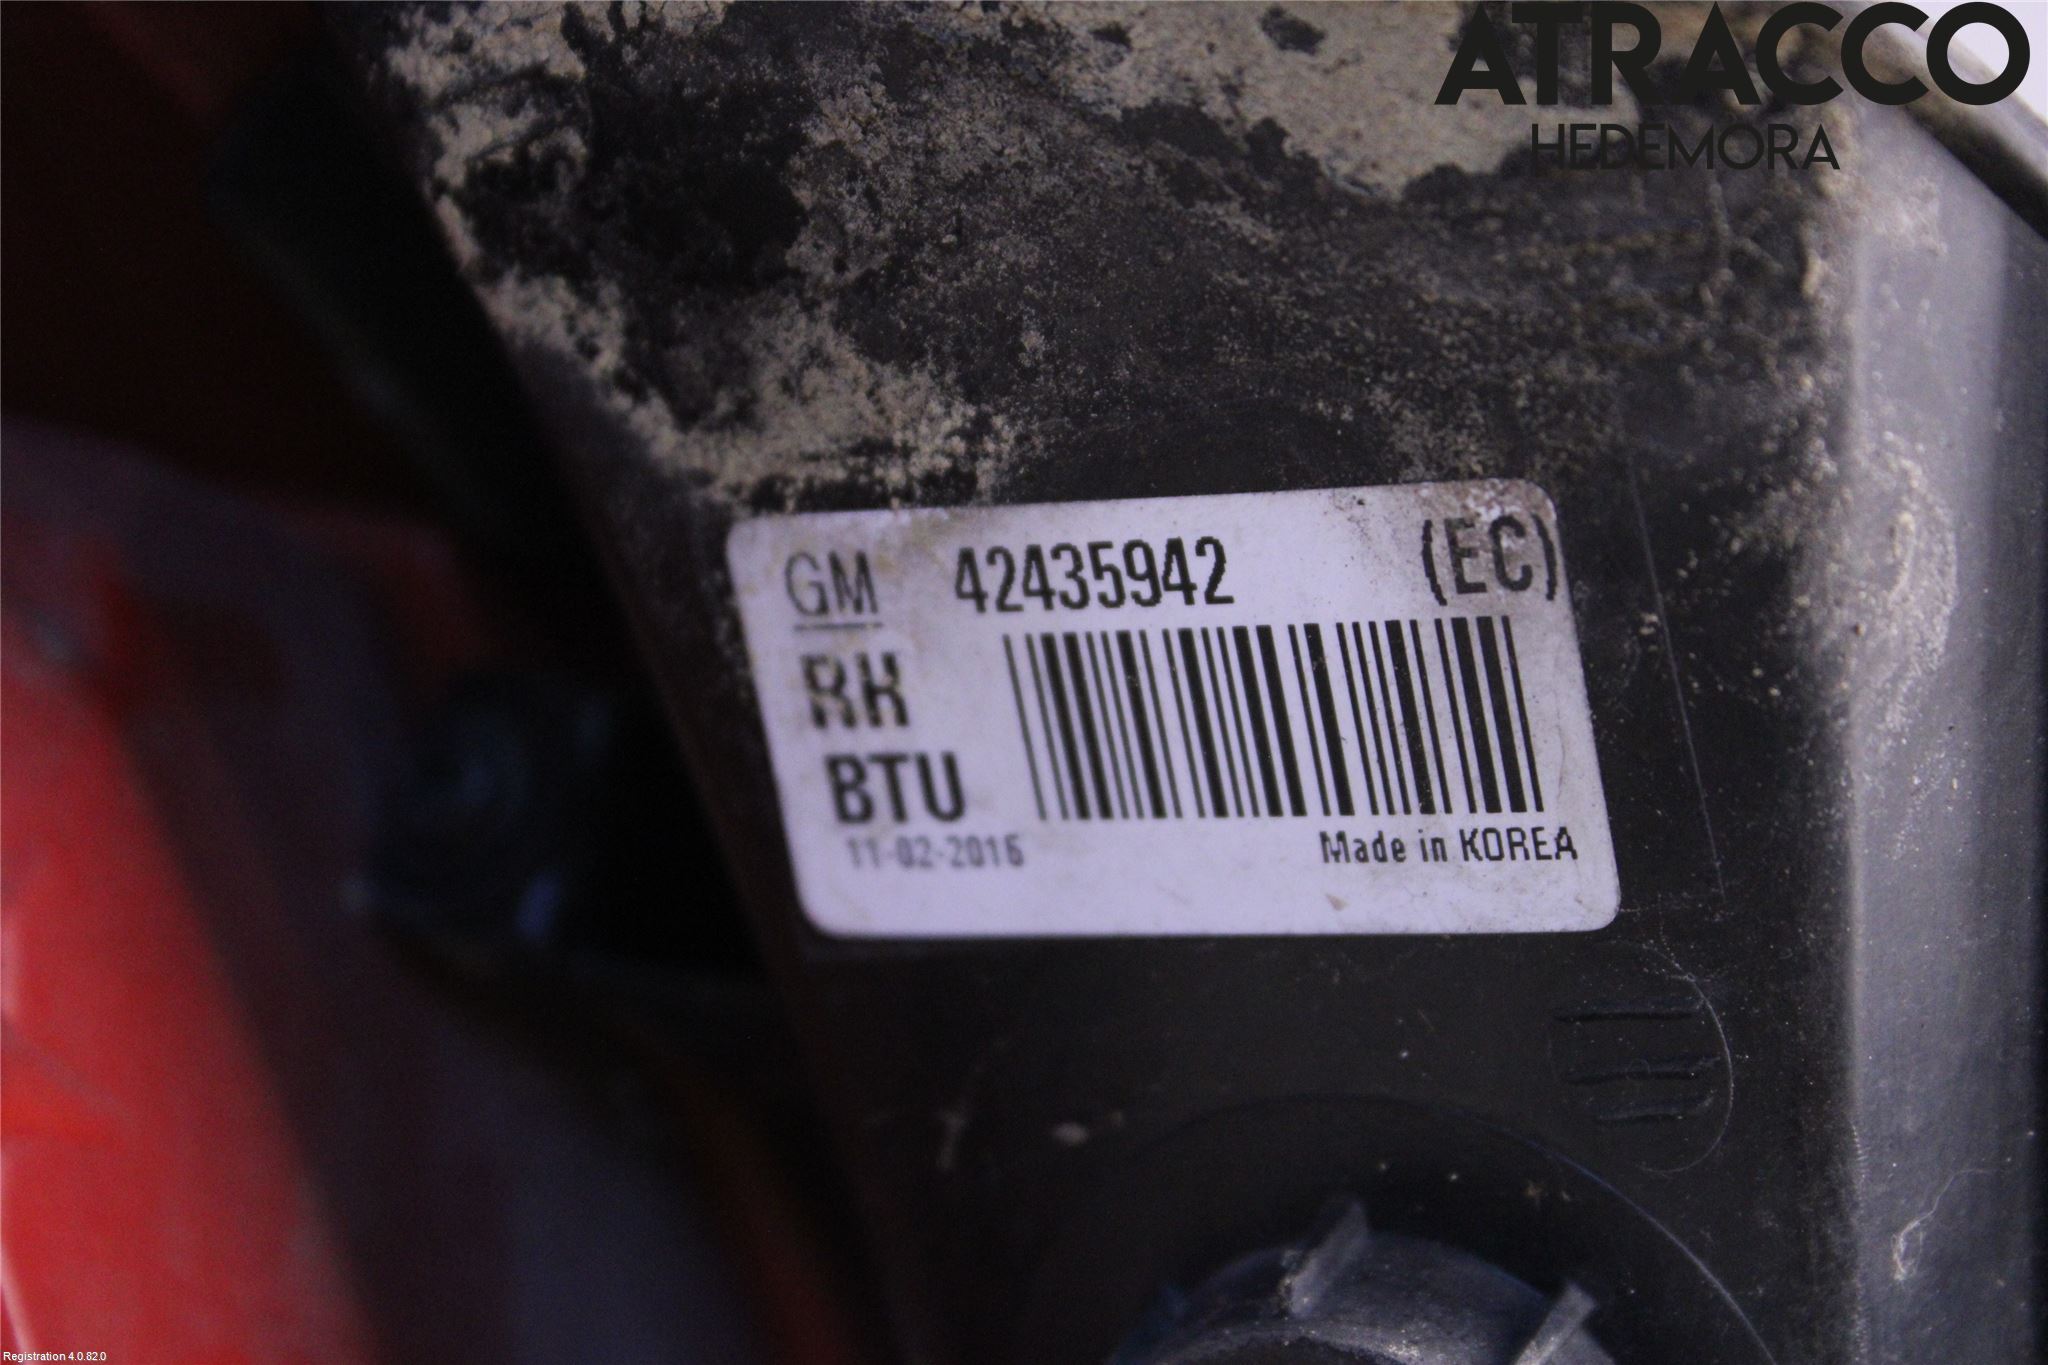 ATRACCO
HEDEMORA
GM 42435942 (EC)
RH
BTU
11-02-2016
Made in KOREA
Registration 4.0.82.0